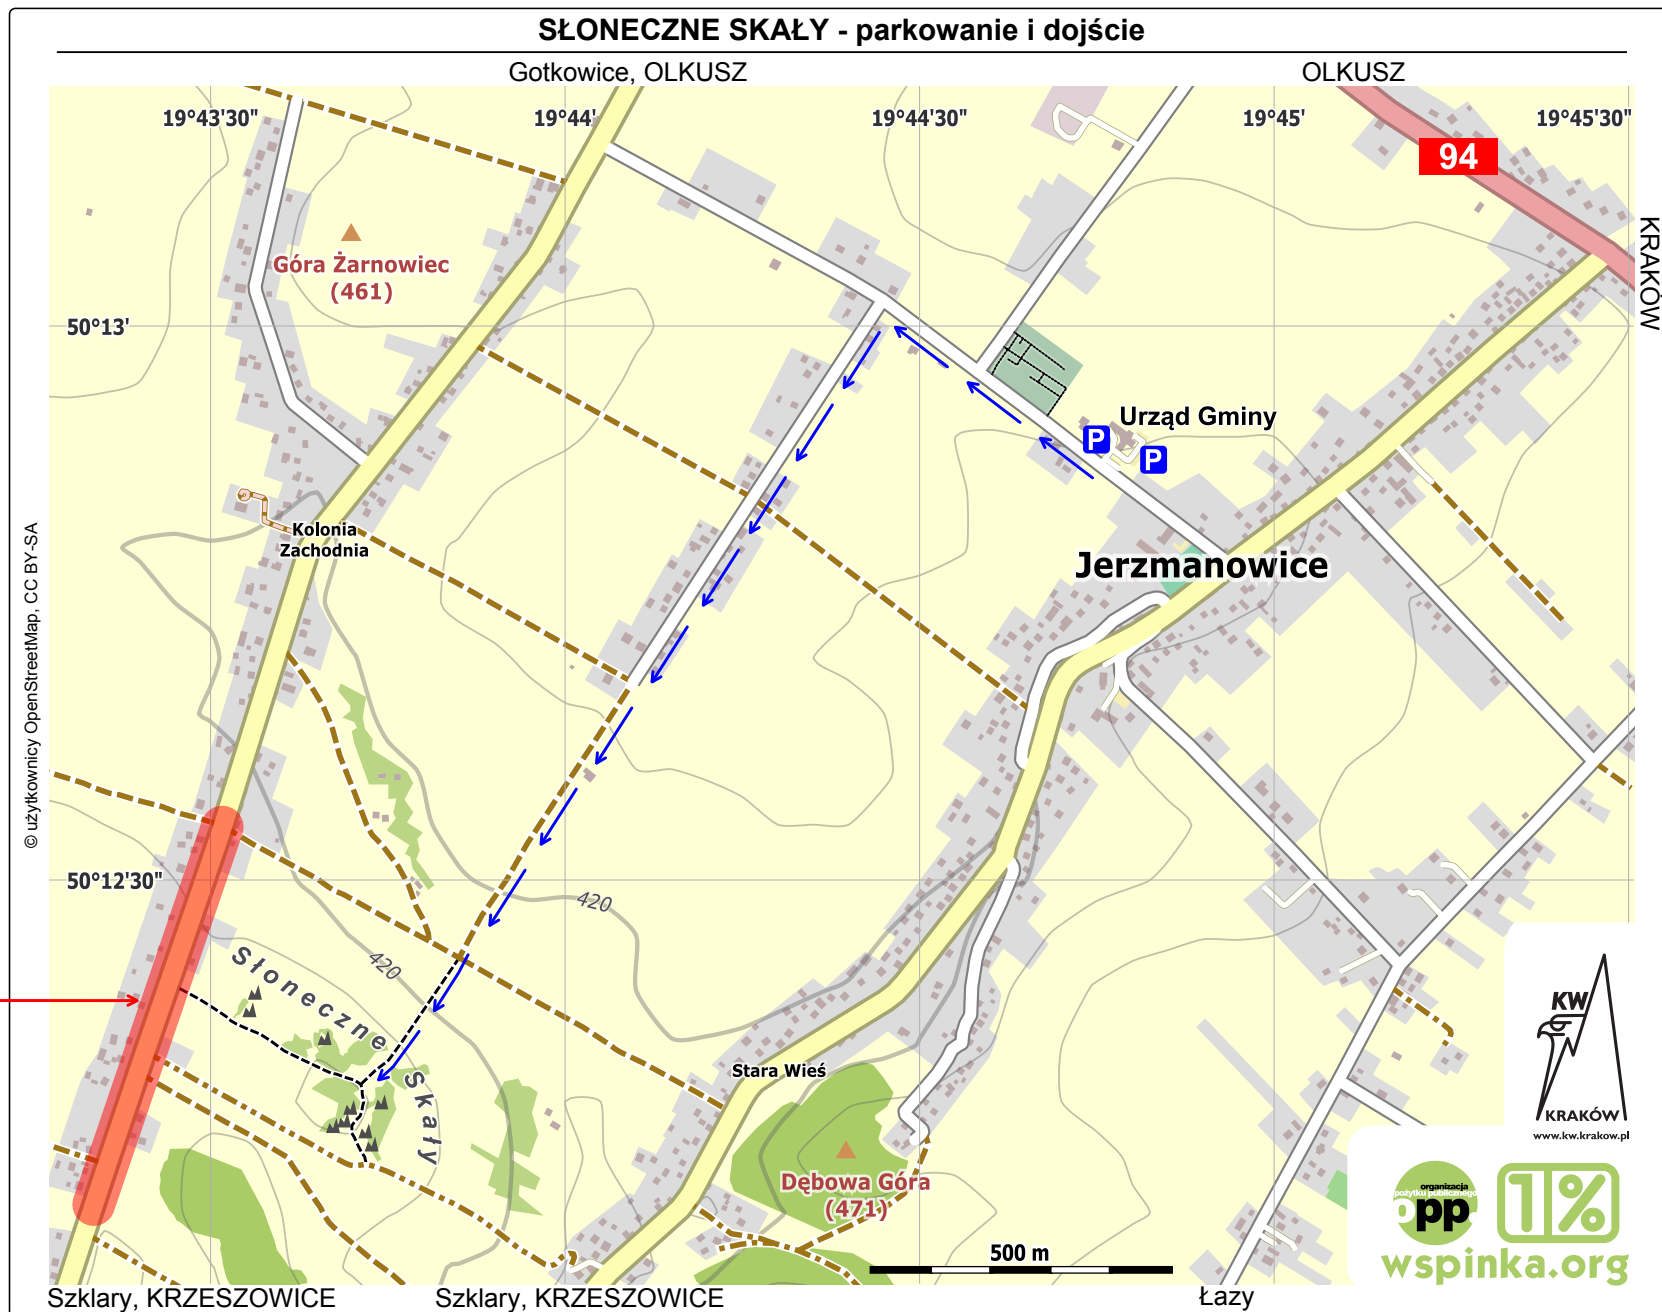 SŁONECZNE SKAŁY - parkowanie i dojście
Gotkowice, OLKUSZ
OLKUSZ
19°43'30"
19°44'
19°44'30"
19°45'
19°45'30"
94
KRAKÓW
Góra Żarnowiec
(461)
50°13'
Urząd Gminy
P
P
Kolonia
Zachodnia
Jerzmanowice
© użytkownicy OpenStreetMap, CC BY-SA
50°12'30"
420
420
Słoneczne Skały
Stara Wieś
Dębowa Góra
(471)
500 m
KW
KRAKÓW
www.kw.krakow.pl
organizacja
pożytku publicznego
opp
1%
wspinka.org
Szklary, KRZESZOWICE
Szklary, KRZESZOWICE
Łazy